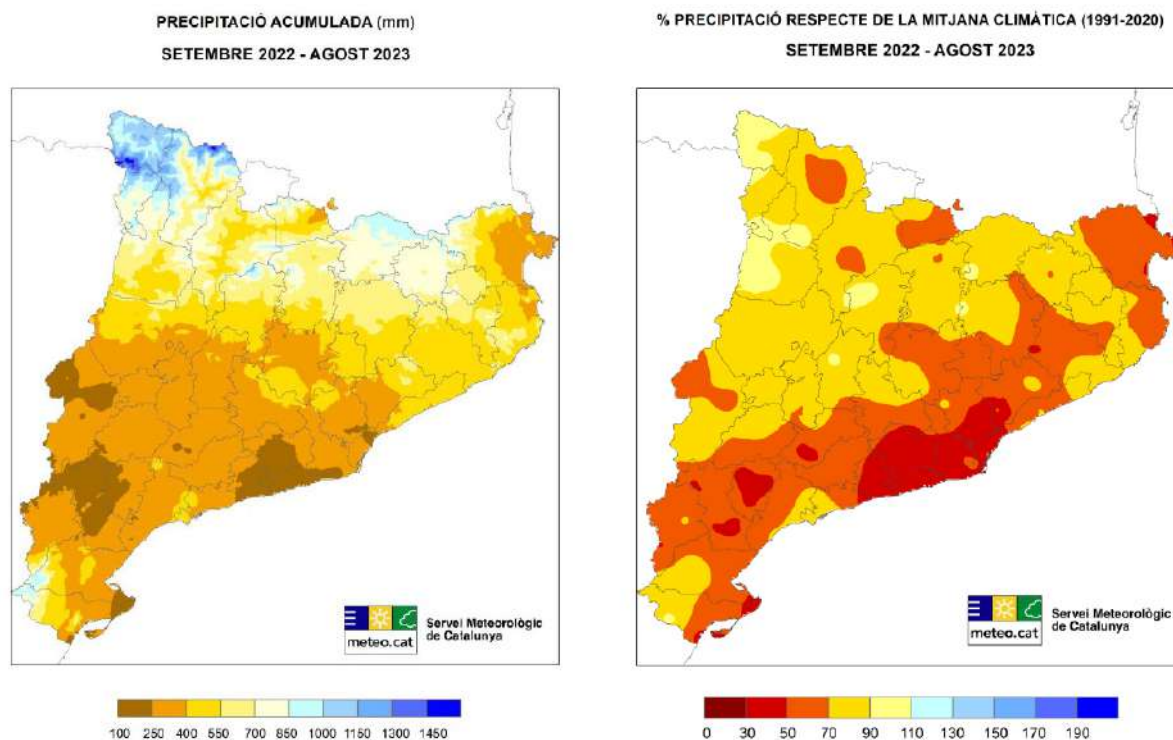 PRECIPITACIÓ ACUMULADA (mm)
SETEMBRE 2022 - AGOST 2023
meteo.cat
Servei Meteorològic
de Catalunya
100 250 400 550 700 850 1000 1150 1300 1450
% PRECIPITACIÓ RESPECTE DE LA MITJANA CLIMÀTICA (1991-2020)
SETEMBRE 2022 - AGOST 2023
meteo.cat
Servei Meteorològic
de Catalunya
0 30 50 70 90 110 130 150 170 190